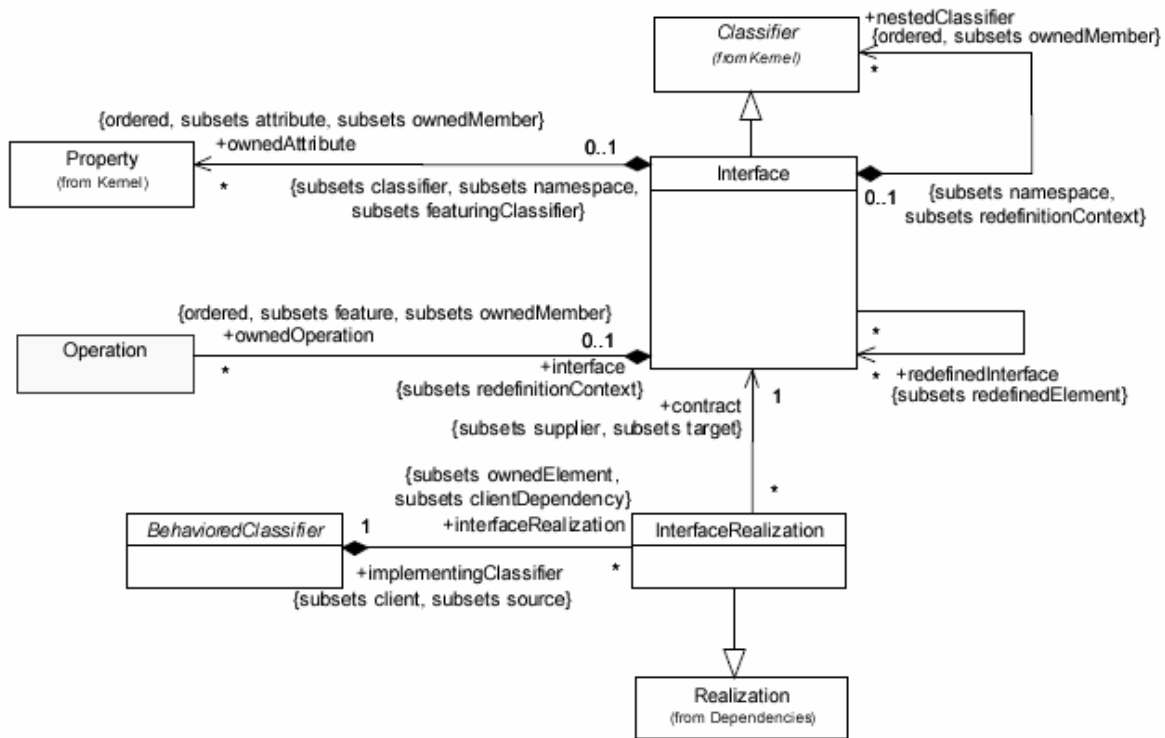 +nestedClassifier
Classifier
{ordered, subsets ownedMember}
(from Kernel)
*
{ordered, subsets attribute, subsets ownedMember}
+ownedAttribute
0..1
Property
(from Kernel)
*
Interface
{subsets classifier, subsets namespace,
subsets featuringClassifier}
0..1
{subsets namespace,
subsets redefinitionContext}
{ordered, subsets feature, subsets ownedMember}
+ownedOperation
0..1
*
Operation
*
+interface
{subsets redefinitionContext}
* +redefinedInterface
{subsets redefinedElement}
+contract
1
{subsets supplier, subsets target}
{subsets ownedElement,
subsets clientDependency}
*
BehavioredClassifier
1
+interfaceRealization
InterfaceRealization
+implementingClassifier
*
{subsets client, subsets source}
Realization
(from Dependencies)